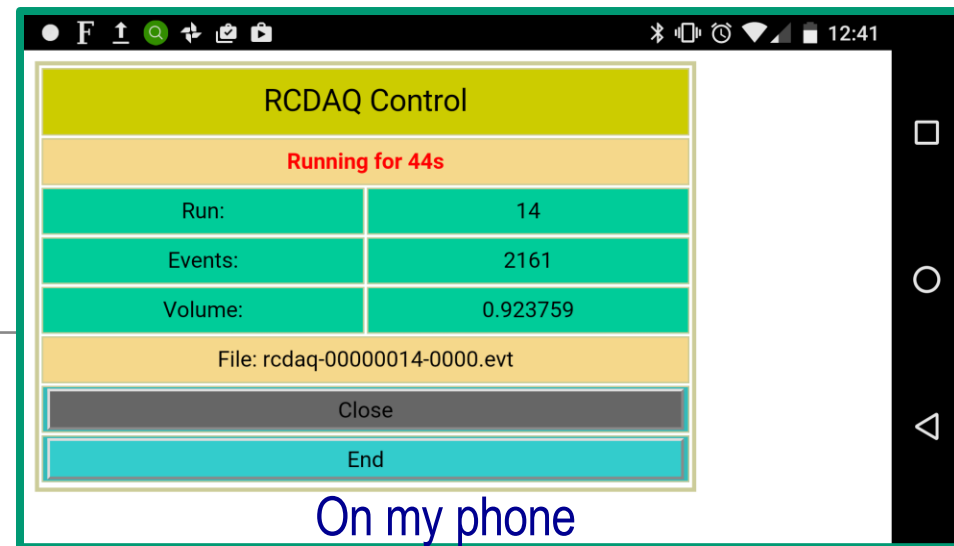 F 12:41
RCDAQ Control
Running for 44s
Run: 14
Events: 2161
Volume: 0.923759
File: rcdaq-00000014-0000.evt
Close
End
On my phone